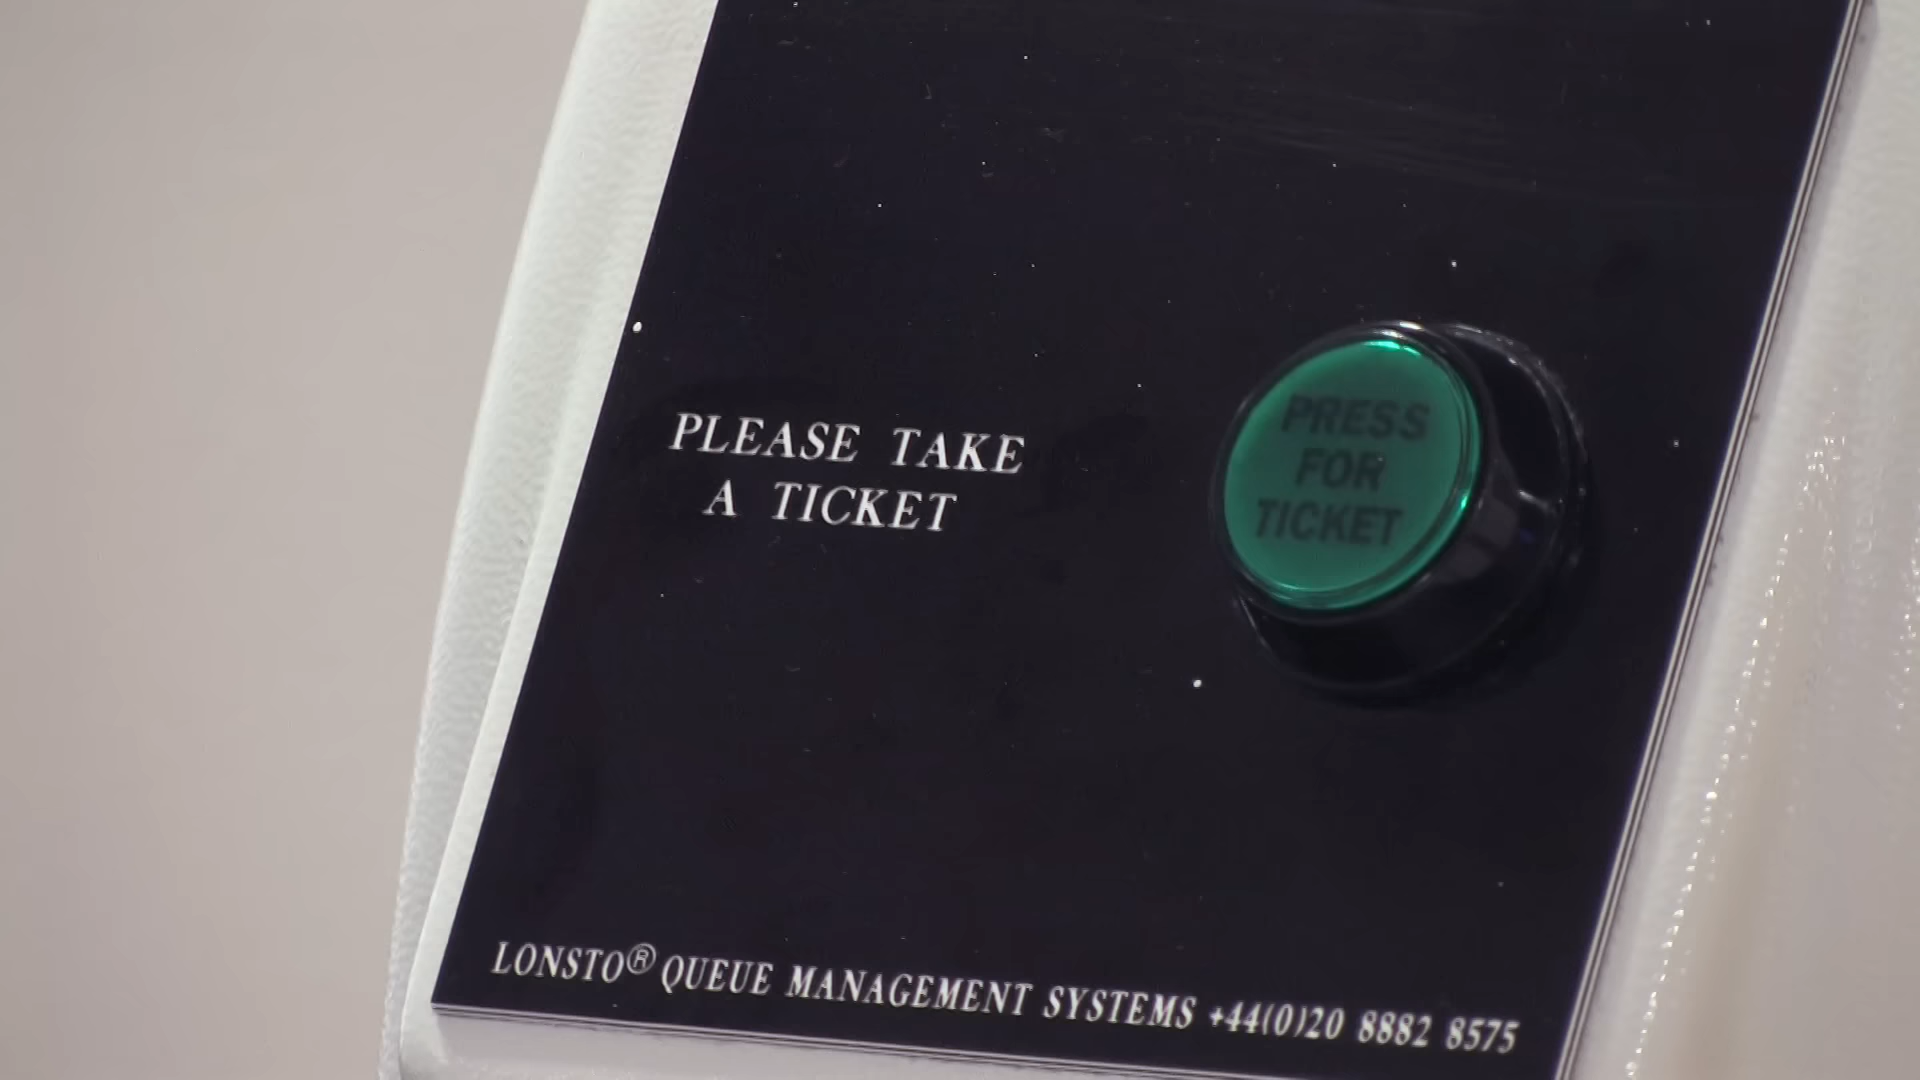 PLEASE TAKE
A TICKET
PRESS
FOR
TICKET
LONSTO® QUEUE MANAGEMENT SYSTEMS +44(0)20 8882 8575